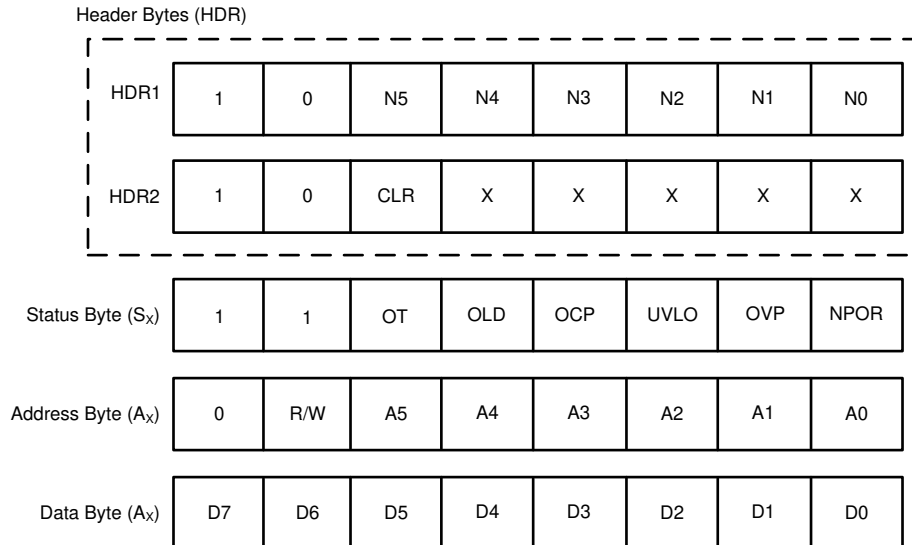 Header Bytes (HDR)
HDR1 1 0 N5 N4 N3 N2 N1 N0
HDR2 1 0 CLR X X X X X
Status Byte (SX) 1 1 OT OLD OCP UVLO OVP NPOR
Address Byte (AX) 0 R/W A5 A4 A3 A2 A1 A0
Data Byte (AX) D7 D6 D5 D4 D3 D2 D1 D0